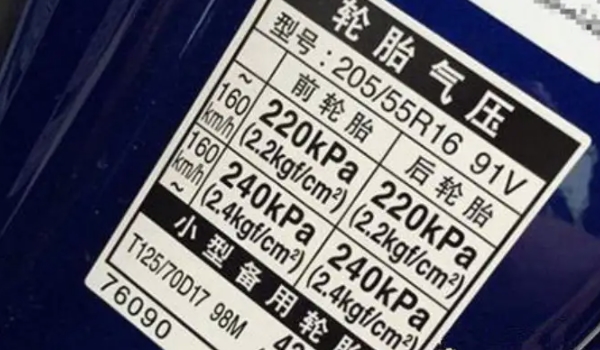 轮胎气压
型号：205/55R16 91V
前轮胎 后轮胎
~160km/h 220kPa (2.2kgf/cm²) 220kPa (2.2kgf/cm²)
160km/h~ 240kPa (2.4kgf/cm²) 240kPa (2.4kgf/cm²)
小型备用轮胎
T125/70D17 98M
76090